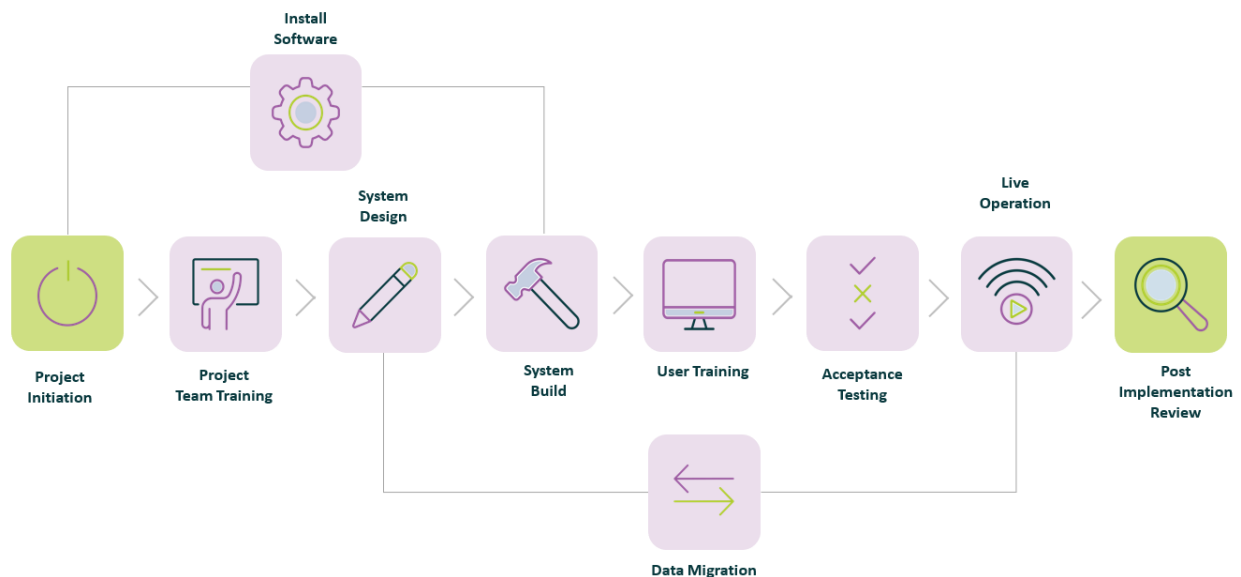 Install
Software
System
Design
Live
Operation
Project
Initiation
Project
Team Training
System
Build
User Training
Acceptance
Testing
Post
Implementation
Review
Data Migration